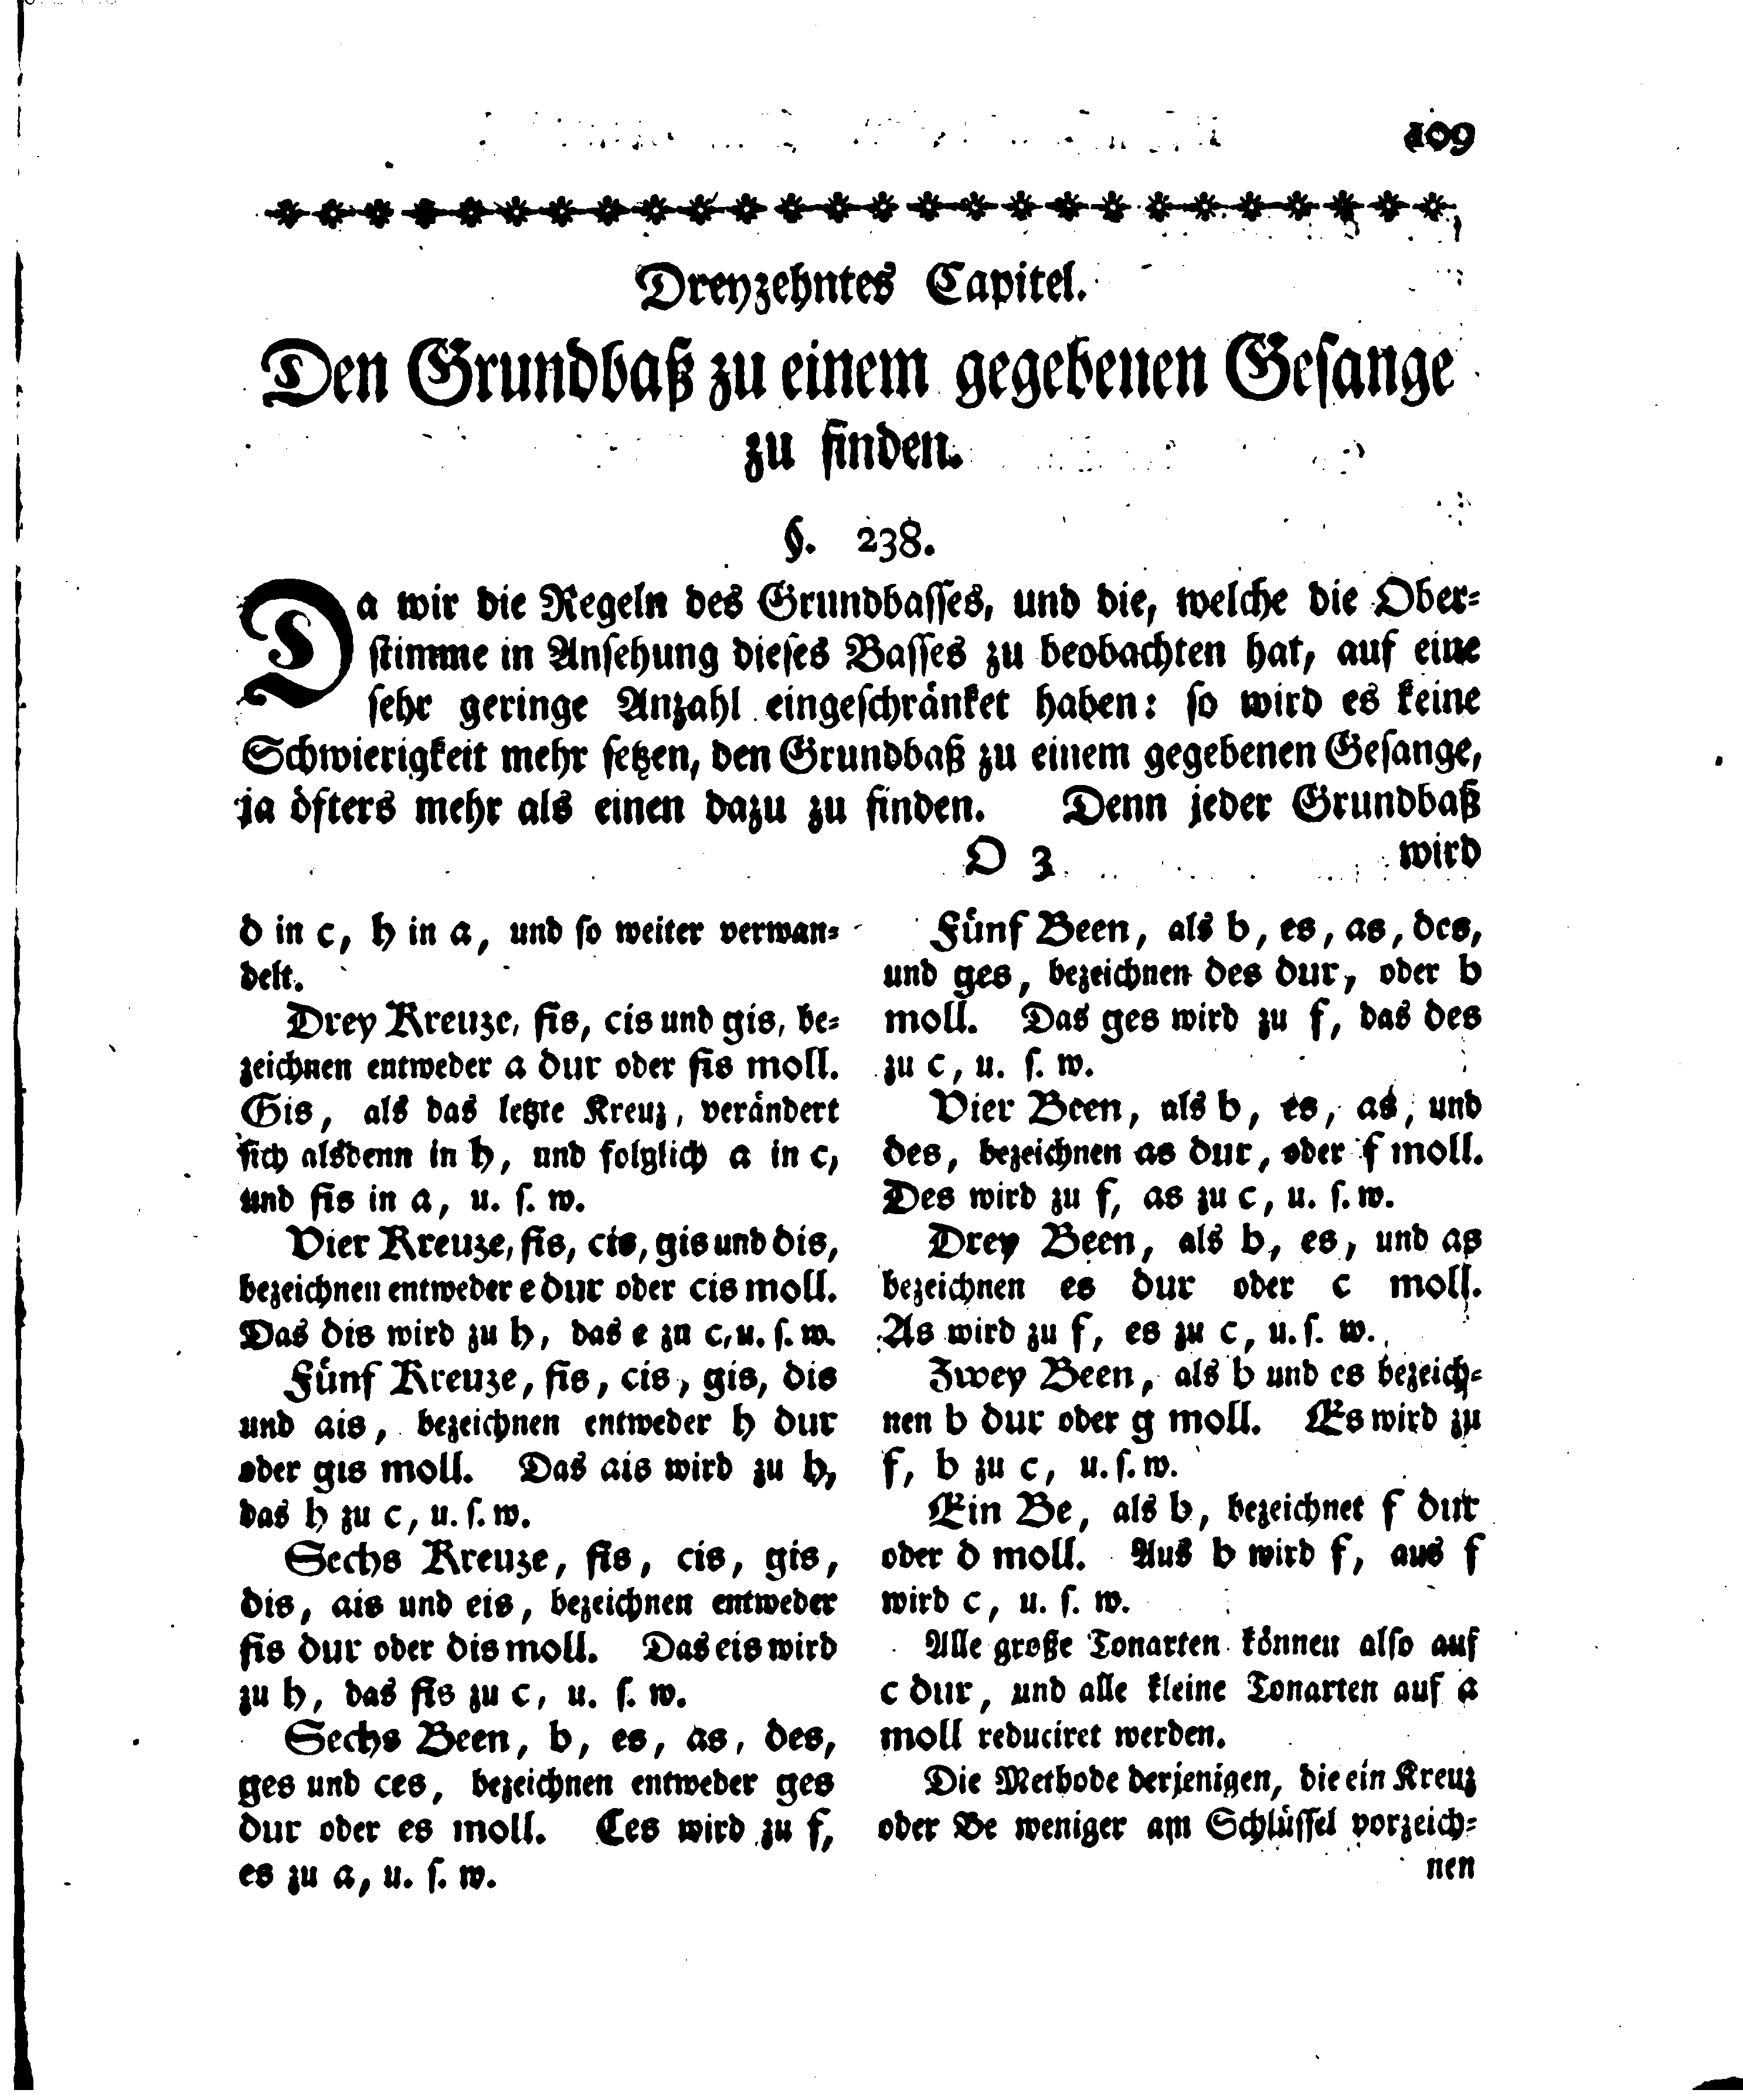 109
Dreyzehntes Capitel.
Den Grundbaß zu einem gegebenen Gesange
zu finden.
§. 238.
Da wir die Regeln des Grundbasses, und die, welche die Ober-
stimme in Ansehung dieses Basses zu beobachten hat, auf eine
sehr geringe Anzahl eingeschränket haben: so wird es keine
Schwierigkeit mehr setzen, den Grundbaß zu einem gegebenen Gesange,
ja öfters mehr als einen dazu zu finden. Denn jeder Grundbaß
O 3 wird
d in c, h in a, und so weiter verwan-
delt.
Drey Kreuze, fis, cis und gis, be-
zeichnen entweder a dur oder fis moll.
Gis, als das letzte Kreuz, verändert
sich alsdenn in h, und folglich a in c,
und fis in a, u. s. w.
Vier Kreuze, fis, cis, gis und dis,
bezeichnen entweder e dur oder cis moll.
Das dis wird zu h, das e zu c, u. s. w.
Fünf Kreuze, fis, cis, gis, dis
und ais, bezeichnen entweder h dur
oder gis moll. Das ais wird zu h,
das h zu c, u. s. w.
Sechs Kreuze, fis, cis, gis,
dis, ais und eis, bezeichnen entweder
fis dur oder dis moll. Das eis wird
zu h, das fis zu c, u. s. w.
Sechs Been, b, es, as, des,
ges und ces, bezeichnen entweder ges
dur oder es moll. Ces wird zu f,
es zu a, u. s. w.
Fünf Been, als b, es, as, des,
und ges, bezeichnen des dur, oder b
moll. Das ges wird zu f, das des
zu c, u. s. w.
Vier Been, als b, es, as, und
des, bezeichnen as dur, oder f moll.
Des wird zu f, as zu c, u. s. w.
Drey Been, als b, es, und as
bezeichnen es dur oder c moll.
As wird zu f, es zu c, u. s. w.
Zwey Been, als b und es bezeich-
nen b dur oder g moll. Es wird zu
f, b zu c, u. s. w.
Ein Be, als b, bezeichnet f dur
oder d moll. Aus b wird f, aus f
wird c, u. s. w.
Alle große Tonarten können also auf
c dur, und alle kleine Tonarten auf a
moll reduciret werden.
Die Methode derjenigen, die ein Kreuz
oder Be weniger am Schlüssel vorzeich-
nen